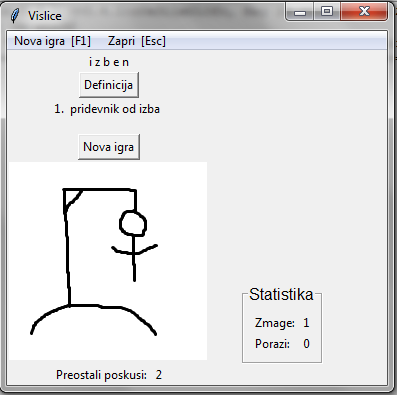 Vislice
Nova igra [F1] Zapri [Esc]
i z b e n
Definicija
1. pridevnik od izba
Nova igra
Statistika
Zmage: 1
Porazi: 0
Preostali poskusi: 2